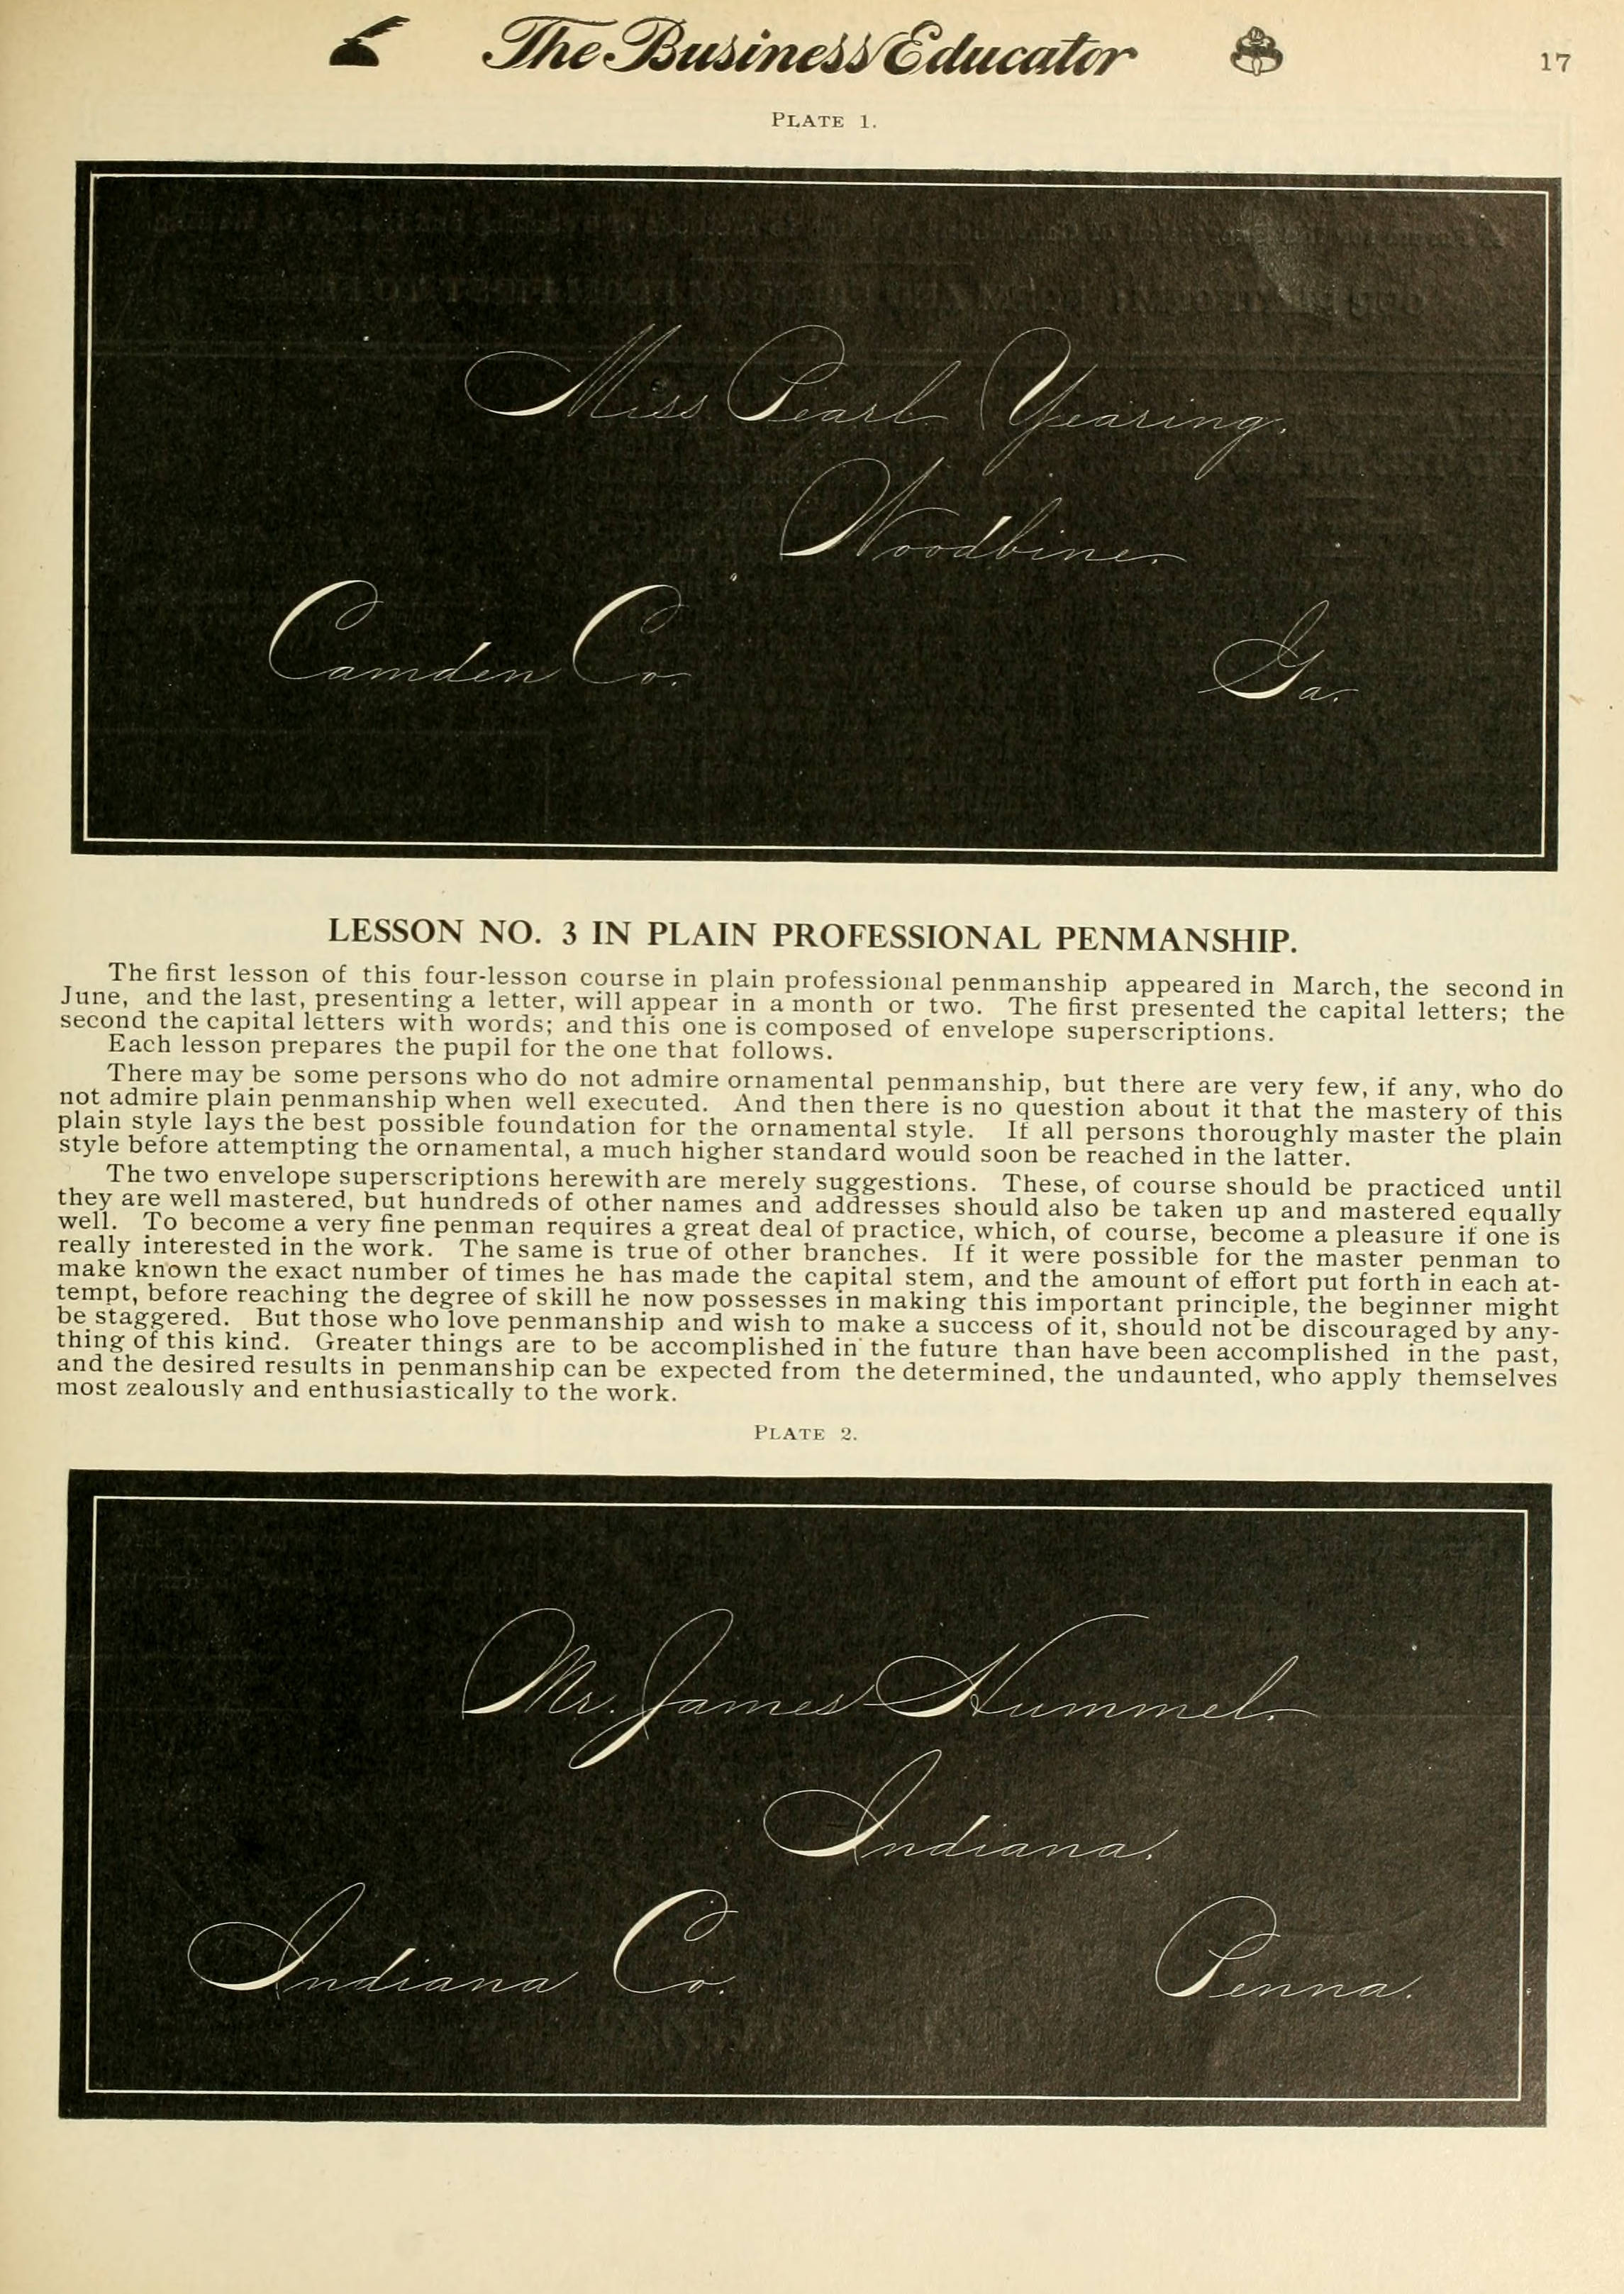 The Business Educator
17
PLATE 1.
Miss Pearl Yearing.
Woodbine.
Camden Co.
Ga.
LESSON NO. 3 IN PLAIN PROFESSIONAL PENMANSHIP.
The first lesson of this four-lesson course in plain professional penmanship appeared in March, the second in
June, and the last, presenting a letter, will appear in a month or two. The first presented the capital letters; the
second the capital letters with words; and this one is composed of envelope superscriptions.
Each lesson prepares the pupil for the one that follows.
There may be some persons who do not admire ornamental penmanship, but there are very few, if any, who do
not admire plain penmanship when well executed. And then there is no question about it that the mastery of this
plain style lays the best possible foundation for the ornamental style. If all persons thoroughly master the plain
style before attempting the ornamental, a much higher standard would soon be reached in the latter.
The two envelope superscriptions herewith are merely suggestions. These, of course should be practiced until
they are well mastered, but hundreds of other names and addresses should also be taken up and mastered equally
well. To become a very fine penman requires a great deal of practice, which, of course, become a pleasure if one is
really interested in the work. The same is true of other branches. If it were possible for the master penman to
make known the exact number of times he has made the capital stem, and the amount of effort put forth in each at-
tempt, before reaching the degree of skill he now possesses in making this important principle, the beginner might
be staggered. But those who love penmanship and wish to make a success of it, should not be discouraged by any-
thing of this kind. Greater things are to be accomplished in the future than have been accomplished in the past,
and the desired results in penmanship can be expected from the determined, the undaunted, who apply themselves
most zealously and enthusiastically to the work.
PLATE 2.
Mr. James Hummel.
Indiana.
Indiana Co.
Penna.